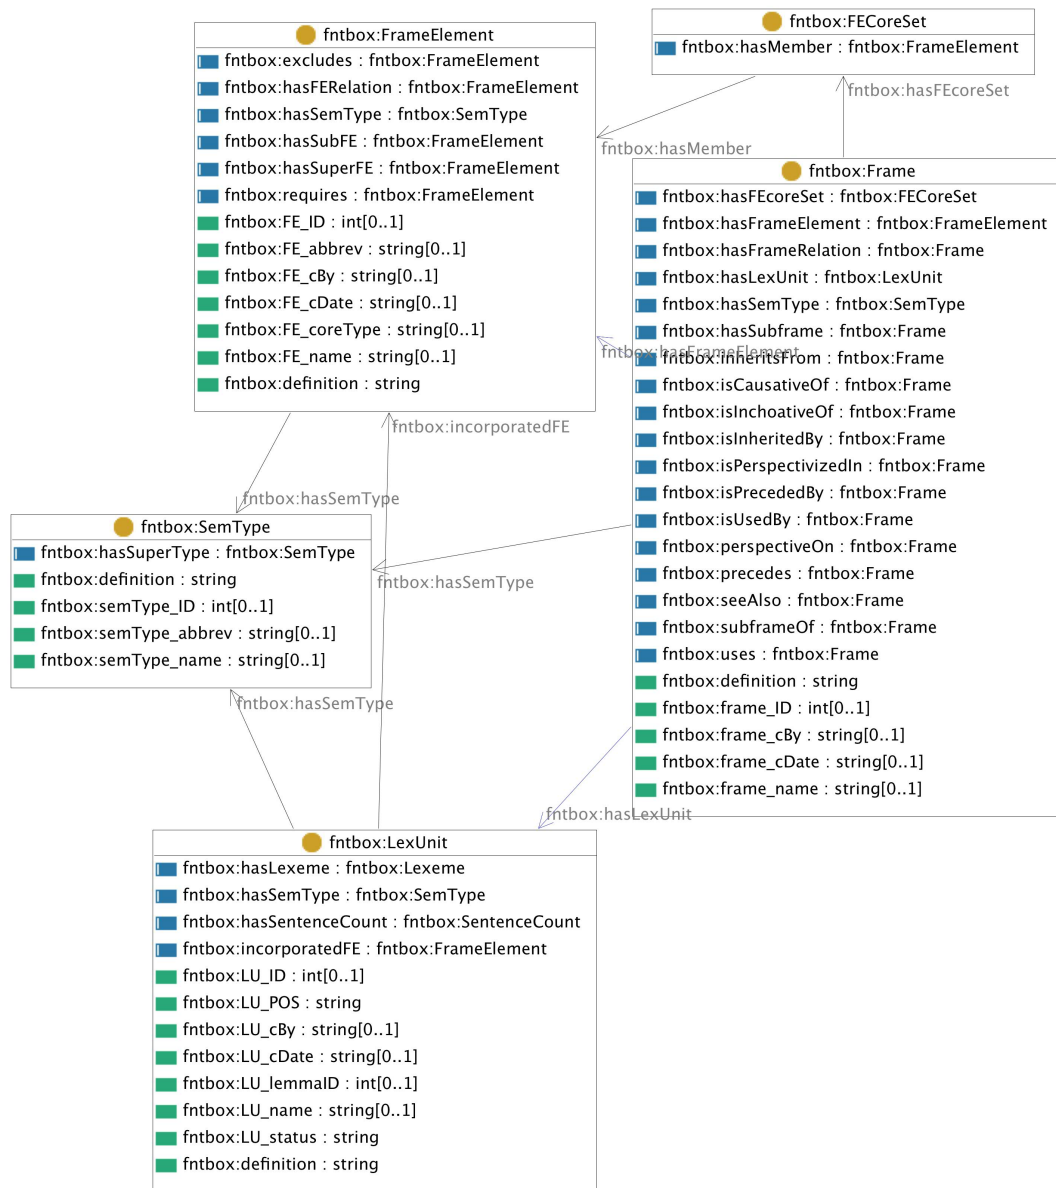 fntbox:FrameElement
fntbox:excludes : fntbox:FrameElement
fntbox:hasFERelation : fntbox:FrameElement
fntbox:hasSemType : fntbox:SemType
fntbox:hasSubFE : fntbox:FrameElement
fntbox:hasSuperFE : fntbox:FrameElement
fntbox:requires : fntbox:FrameElement
fntbox:FE_ID : int[0..1]
fntbox:FE_abbrev : string[0..1]
fntbox:FE_cBy : string[0..1]
fntbox:FE_cDate : string[0..1]
fntbox:FE_coreType : string[0..1]
fntbox:FE_name : string[0..1]
fntbox:definition : string
fntbox:FECoreSet
fntbox:hasMember : fntbox:FrameElement
fntbox:hasFEcoreSet
fntbox:hasMember
fntbox:Frame
fntbox:hasFEcoreSet : fntbox:FECoreSet
fntbox:hasFrameElement : fntbox:FrameElement
fntbox:hasFrameRelation : fntbox:Frame
fntbox:hasLexUnit : fntbox:LexUnit
fntbox:hasSemType : fntbox:SemType
fntbox:hasSubframe : fntbox:Frame
fntbox:hasFrameElement
fntbox:inheritsFrom : fntbox:Frame
fntbox:isCausativeOf : fntbox:Frame
fntbox:isInchoativeOf : fntbox:Frame
fntbox:isInheritedBy : fntbox:Frame
fntbox:isPerspectivizedIn : fntbox:Frame
fntbox:isPrecededBy : fntbox:Frame
fntbox:isUsedBy : fntbox:Frame
fntbox:perspectiveOn : fntbox:Frame
fntbox:precedes : fntbox:Frame
fntbox:seeAlso : fntbox:Frame
fntbox:subframeOf : fntbox:Frame
fntbox:uses : fntbox:Frame
fntbox:definition : string
fntbox:frame_ID : int[0..1]
fntbox:frame_cBy : string[0..1]
fntbox:frame_cDate : string[0..1]
fntbox:frame_name : string[0..1]
fntbox:incorporatedFE
fntbox:hasSemType
fntbox:SemType
fntbox:hasSuperType : fntbox:SemType
fntbox:definition : string
fntbox:semType_ID : int[0..1]
fntbox:semType_abbrev : string[0..1]
fntbox:semType_name : string[0..1]
fntbox:hasSemType
fntbox:hasSemType
fntbox:hasLexUnit
fntbox:LexUnit
fntbox:hasLexeme : fntbox:Lexeme
fntbox:hasSemType : fntbox:SemType
fntbox:hasSentenceCount : fntbox:SentenceCount
fntbox:incorporatedFE : fntbox:FrameElement
fntbox:LU_ID : int[0..1]
fntbox:LU_POS : string
fntbox:LU_cBy : string[0..1]
fntbox:LU_cDate : string[0..1]
fntbox:LU_lemmaID : int[0..1]
fntbox:LU_name : string[0..1]
fntbox:LU_status : string
fntbox:definition : string